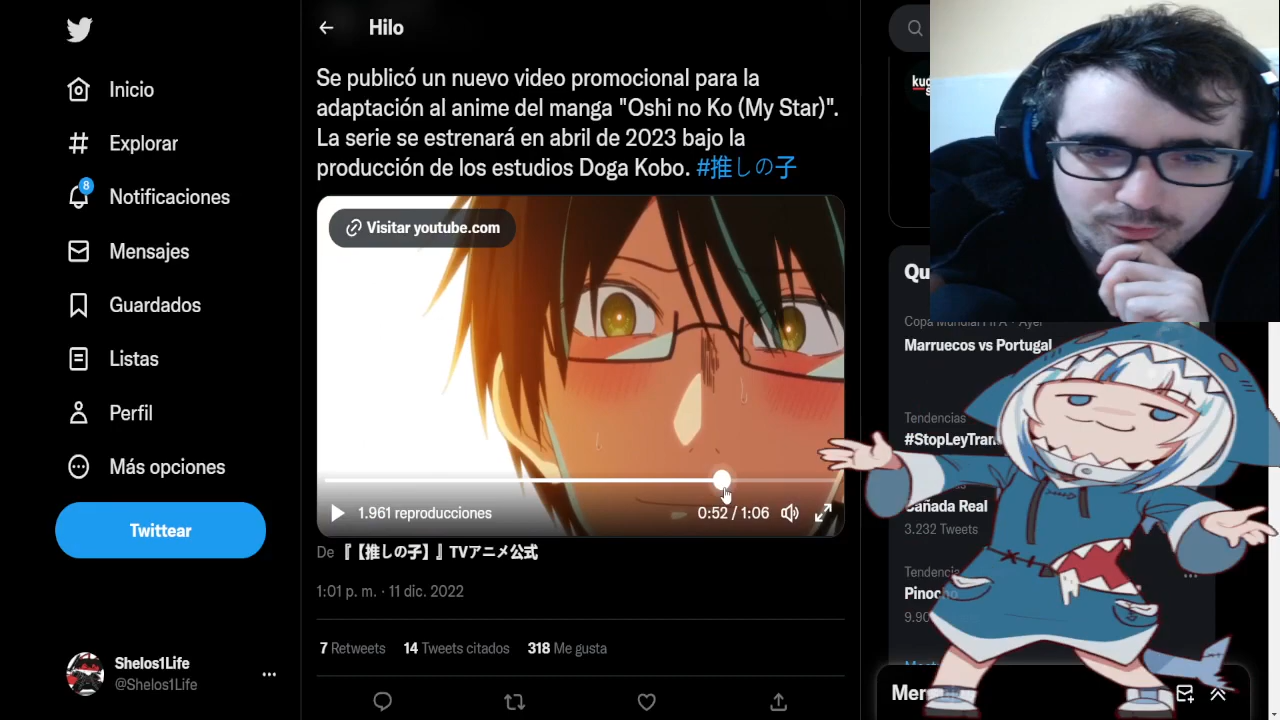 Hilo
Inicio
Explorar
8
Notificaciones
Mensajes
Guardados
Listas
Perfil
Más opciones
Twittear
Shelos1Life
@Shelos1Life
Se publicó un nuevo video promocional para la
adaptación al anime del manga "Oshi no Ko (My Star)".
La serie se estrenará en abril de 2023 bajo la
producción de los estudios Doga Kobo. #推しの子
Visitar youtube.com
1.961 reproducciones
0:52 / 1:06
De 『【推しの子】』TVアニメ公式
1:01 p. m. · 11 dic. 2022
7 Retweets 14 Tweets citados 318 Me gusta
Marruecos vs Portugal
Tendencias
Cañada Real
3.232 Tweets